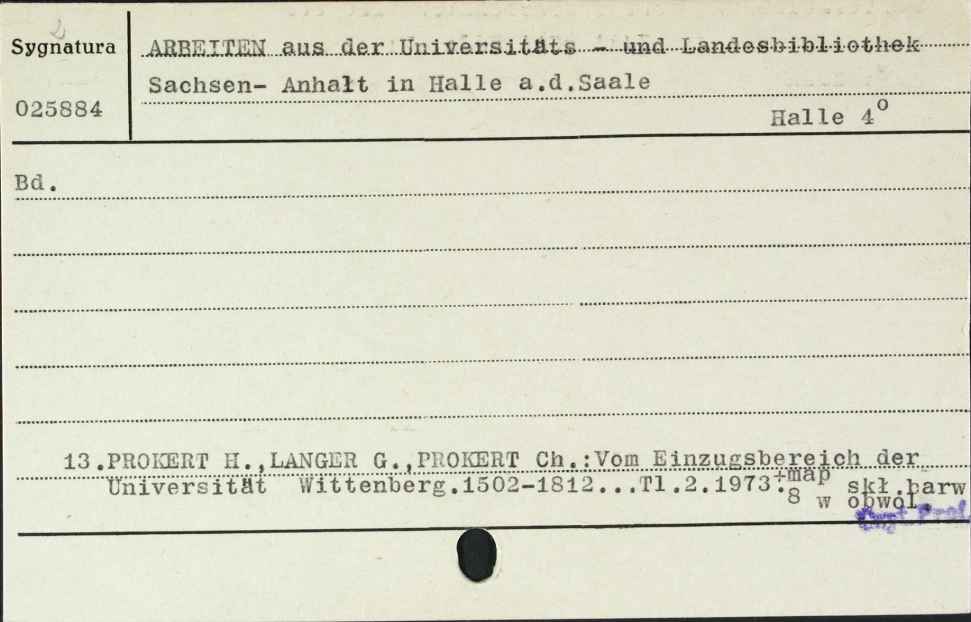 Sygnatura
ARBEITEN aus der Universitäts - und Landesbibliothek
Sachsen- Anhalt in Halle a.d.Saale
025884
Halle 4º
Bd.
13.PROKERT H.,LANGER G.,PROKERT Ch.:Vom Einzugsbereich der
Universität Wittenberg.1502-1812...Tl.2.1973.+map 8 skł.barw
w obwol.